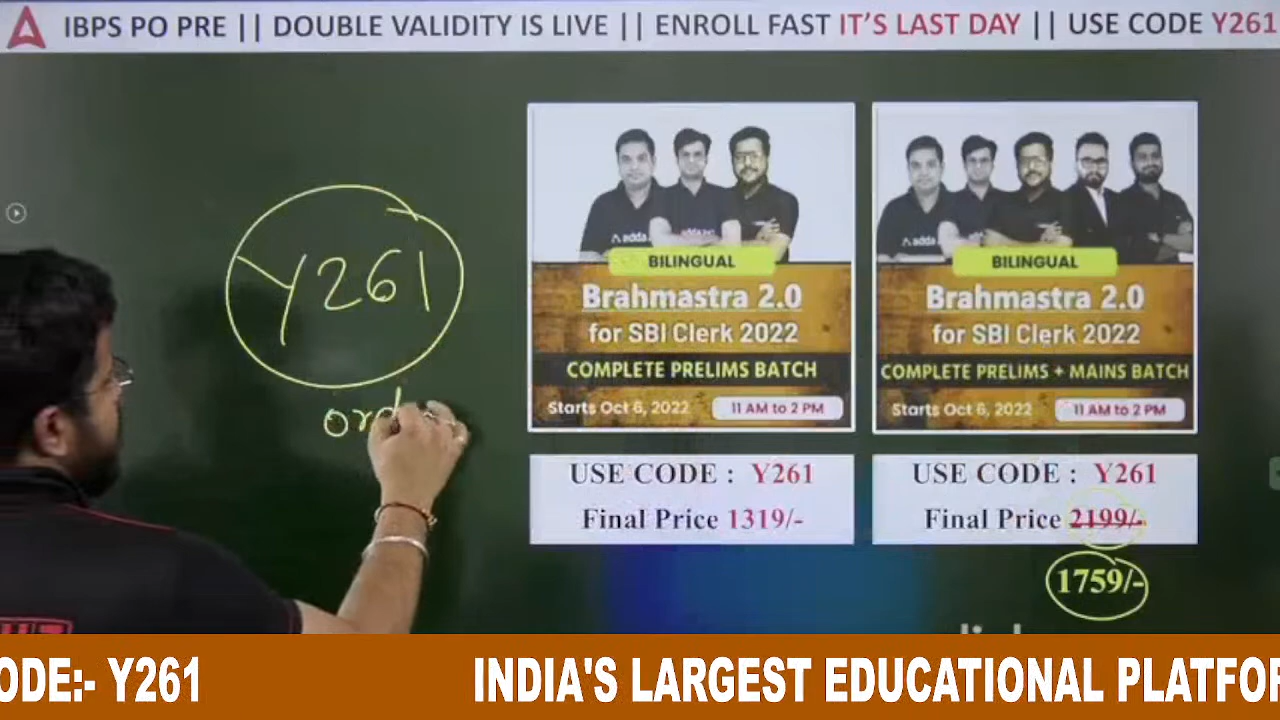 IBPS PO PRE || DOUBLE VALIDITY IS LIVE || ENROLL FAST IT'S LAST DAY || USE CODE Y261
Y261
ord
adda
BILINGUAL
Brahmastra 2.0
for SBI Clerk 2022
COMPLETE PRELIMS BATCH
Starts Oct 6, 2022
11 AM to 2 PM
USE CODE : Y261
Final Price 1319/-
adda
BILINGUAL
Brahmastra 2.0
for SBI Clerk 2022
COMPLETE PRELIMS + MAINS BATCH
Starts Oct 6, 2022
11 AM to 2 PM
USE CODE : Y261
Final Price 2199/-
1759/-
ODE:- Y261
INDIA'S LARGEST EDUCATIONAL PLATFOR